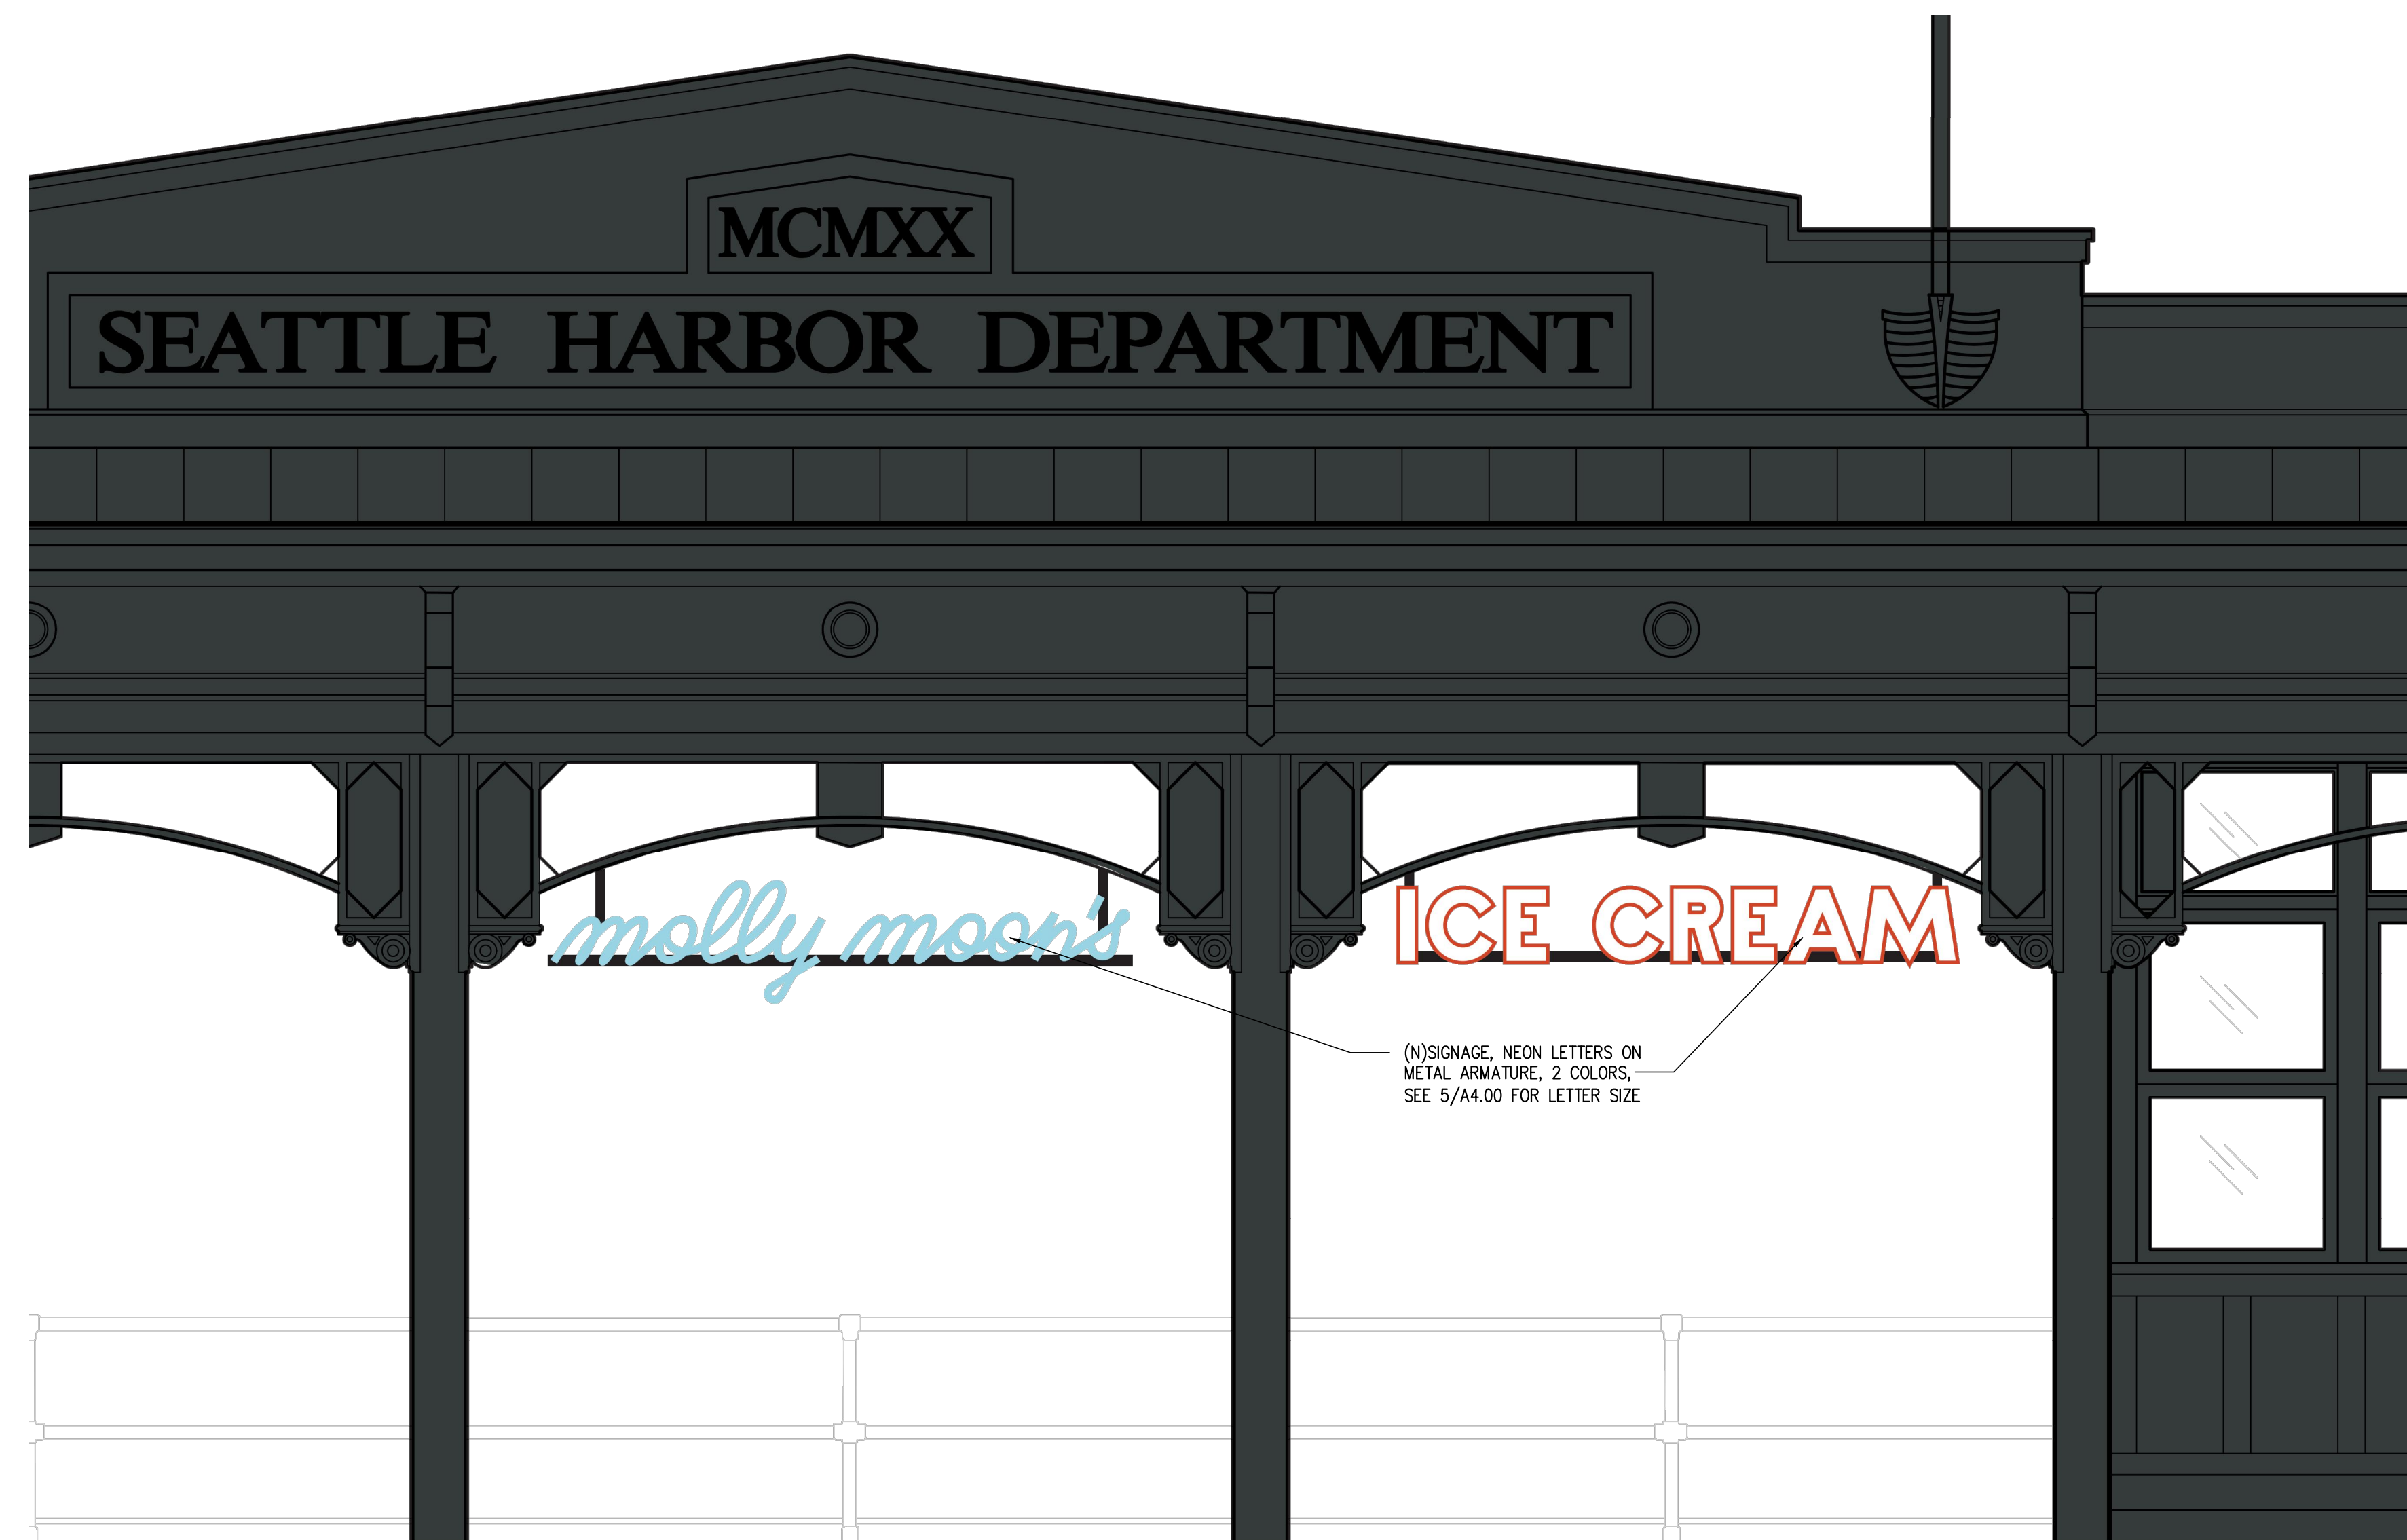 MCMXX
SEATTLE HARBOR DEPARTMENT
molly moon's
ICE CREAM
(N)SIGNAGE, NEON LETTERS ON
METAL ARMATURE, 2 COLORS,
SEE 5/A4.00 FOR LETTER SIZE